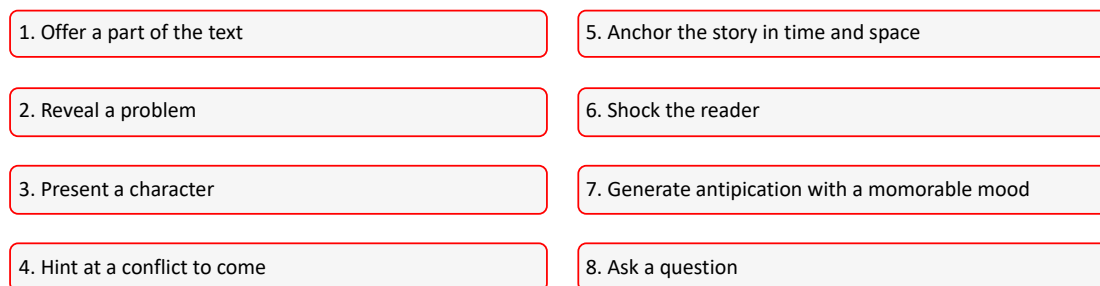 1. Offer a part of the text
2. Reveal a problem
3. Present a character
4. Hint at a conflict to come
5. Anchor the story in time and space
6. Shock the reader
7. Generate antipication with a momorable mood
8. Ask a question